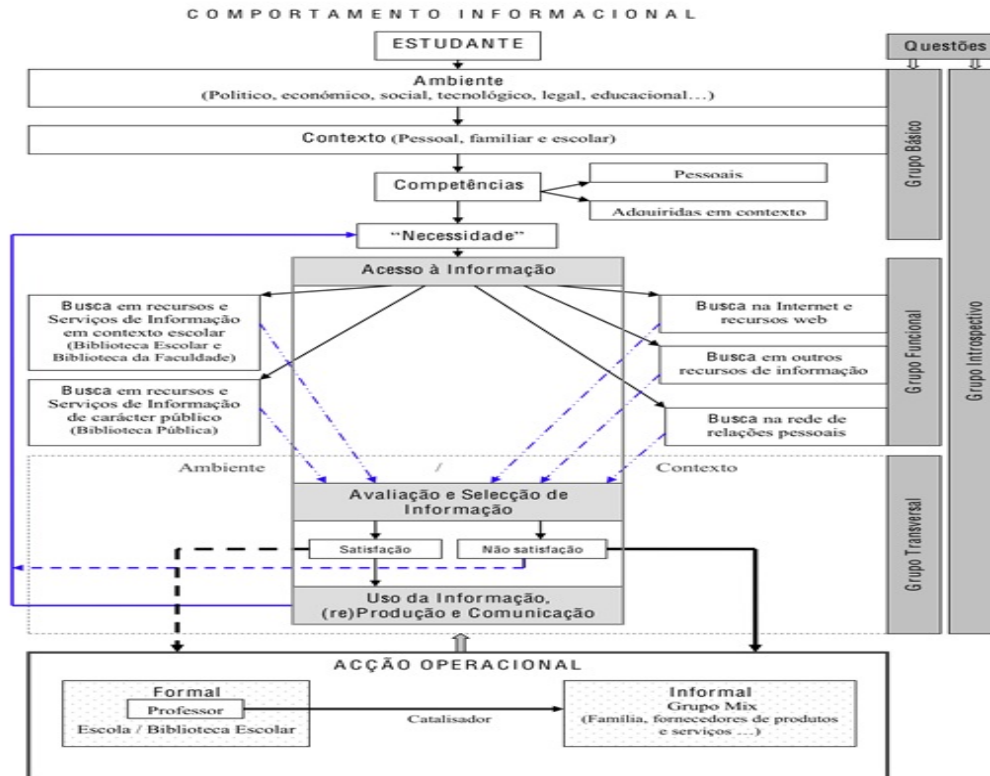 COMPORTAMENTO INFORMACIONAL
ESTUDANTE
Questões
Ambiente
(Politico, económico, social, tecnológico, legal, educacional…)
Contexto (Pessoal, familiar e escolar)
Competências
Pessoais
Adquiridas em contexto
“Necessidade”
Grupo Básico
Acesso à Informação
Busca em recursos e
Serviços de Informação
em contexto escolar
(Biblioteca Escolar e
Biblioteca da Faculdade)
Busca em recursos e
Serviços de Informação
de carácter público
(Biblioteca Pública)
Busca na Internet e
recursos web
Busca em outros
recursos de informação
Busca na rede de
relações pessoais
Grupo Funcional
Grupo Introspectivo
Ambiente / Contexto
Avaliação e Selecção de
Informação
Satisfação
Não satisfação
Uso da Informação,
(re)Produção e Comunicação
Grupo Transversal
ACÇÃO OPERACIONAL
Formal
Professor
Escola / Biblioteca Escolar
Catalisador
Informal
Grupo Mix
(Família, fornecedores de produtos
e serviços …)